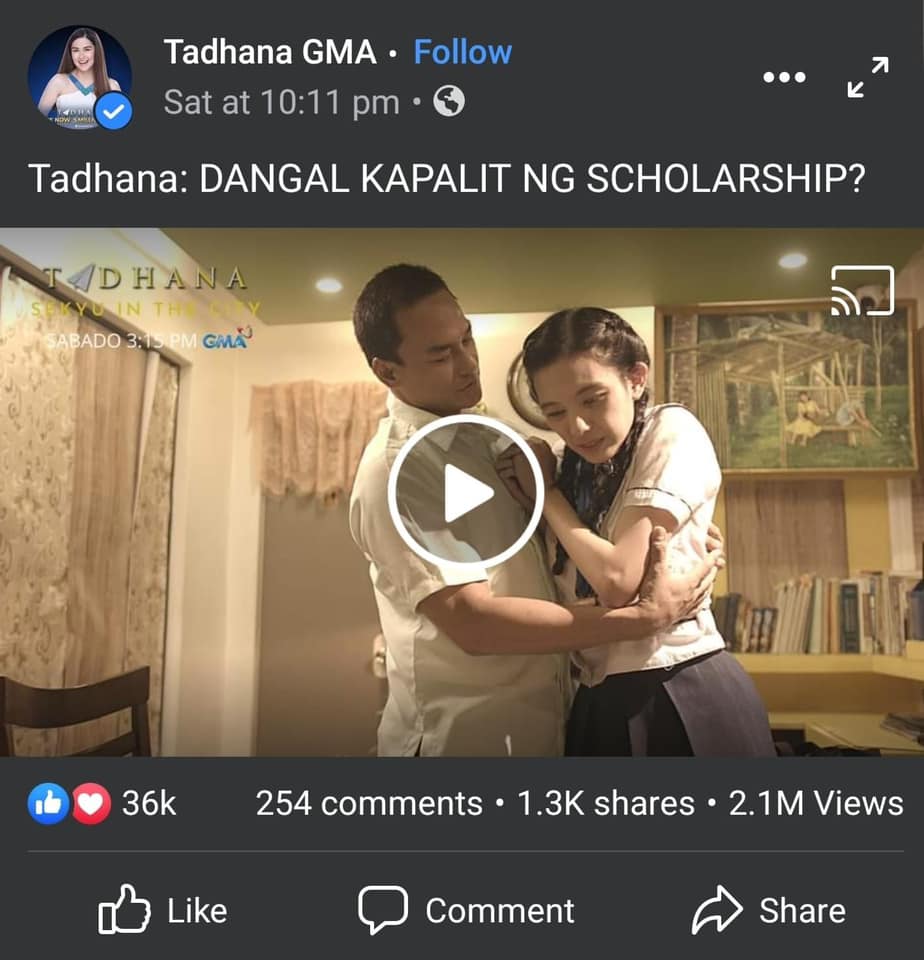 Tadhana GMA • Follow
Sat at 10:11 pm •
Tadhana: DANGAL KAPALIT NG SCHOLARSHIP?
TADHANA
SEKYU IN THE CITY
SABADO 3:15 PM GMA
36k
254 comments • 1.3K shares • 2.1M Views
Like
Comment
Share